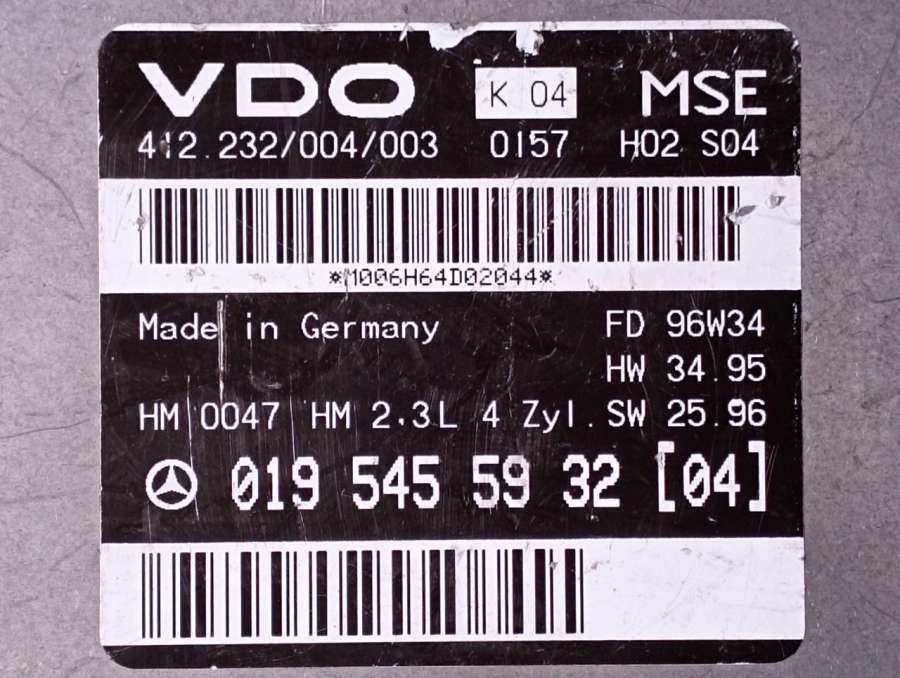 VDO K 04 MSE
412.232/004/003 0157 H02 S04
*M006H64D02044*
Made in Germany FD 96W34
HW 34.95
HM 0047 HM 2.3L 4 Zyl. SW 25.96
019 545 59 32 [04]